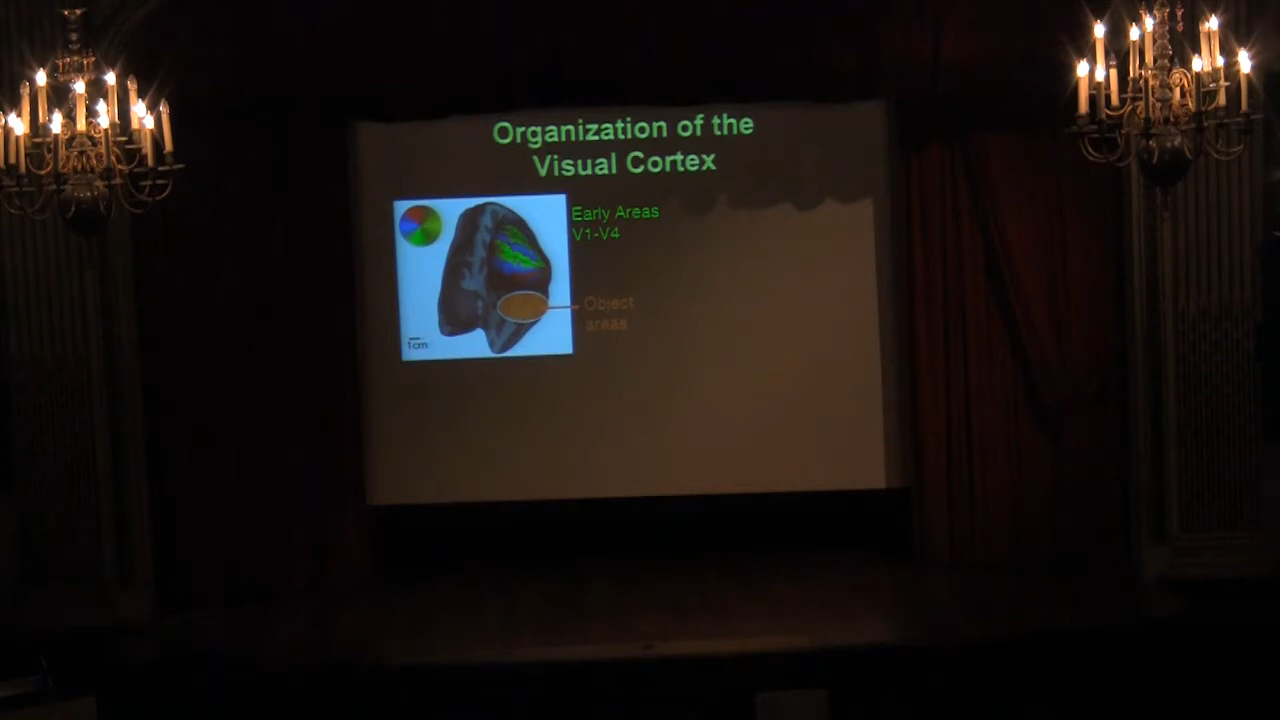 Organization of the
Visual Cortex
Early Areas
V1-V4
Object
areas
1cm